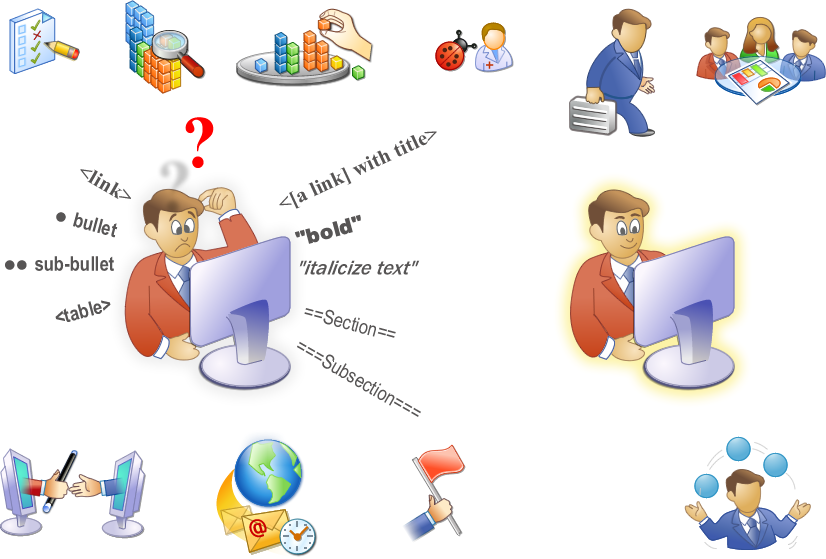 ?
?
<link>
<[a link] with title>
● bullet
"bold"
●● sub-bullet
"italicize text"
<table>
==Section==
===Subsection===
@